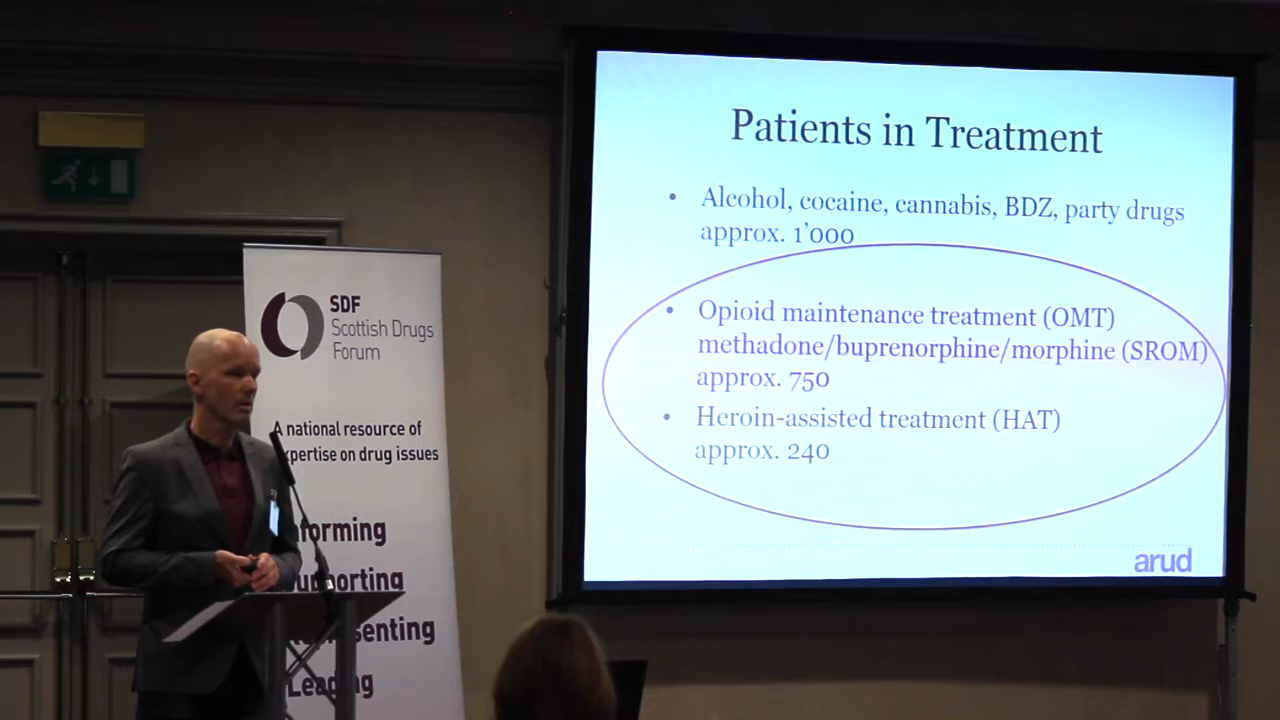 Patients in Treatment
• Alcohol, cocaine, cannabis, BDZ, party drugs
approx. 1'000
• Opioid maintenance treatment (OMT)
methadone/buprenorphine/morphine (SROM)
approx. 750
• Heroin-assisted treatment (HAT)
approx. 240
arud
SDF
Scottish Drugs
Forum
A national resource of
expertise on drug issues